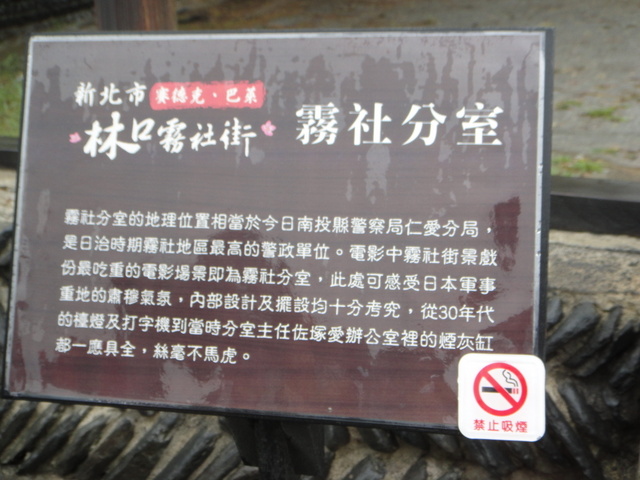 新北市 賽德克、巴萊
林口霧社街
霧社分室
霧社分室的地理位置相當於今日南投縣警察局仁愛分局，
是日治時期霧社地區最高的警政單位。電影中霧社街景戲
份最吃重的電影場景即為霧社分室，此處可感受日本軍事
重地的肅穆氣氛，內部設計及擺設均十分考究，從30年代
的檯燈及打字機到當時分室主任佐塚愛辦公室裡的煙灰缸
都一應具全，絲毫不馬虎。
禁止吸煙